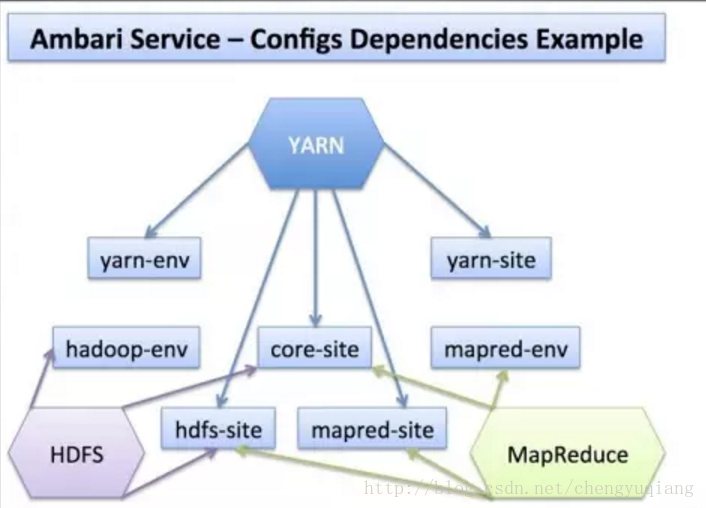 Ambari Service – Configs Dependencies Example
YARN
yarn-env
yarn-site
hadoop-env
core-site
mapred-env
hdfs-site
mapred-site
HDFS
MapReduce
http://blog.csdn.net/chengyuqiang